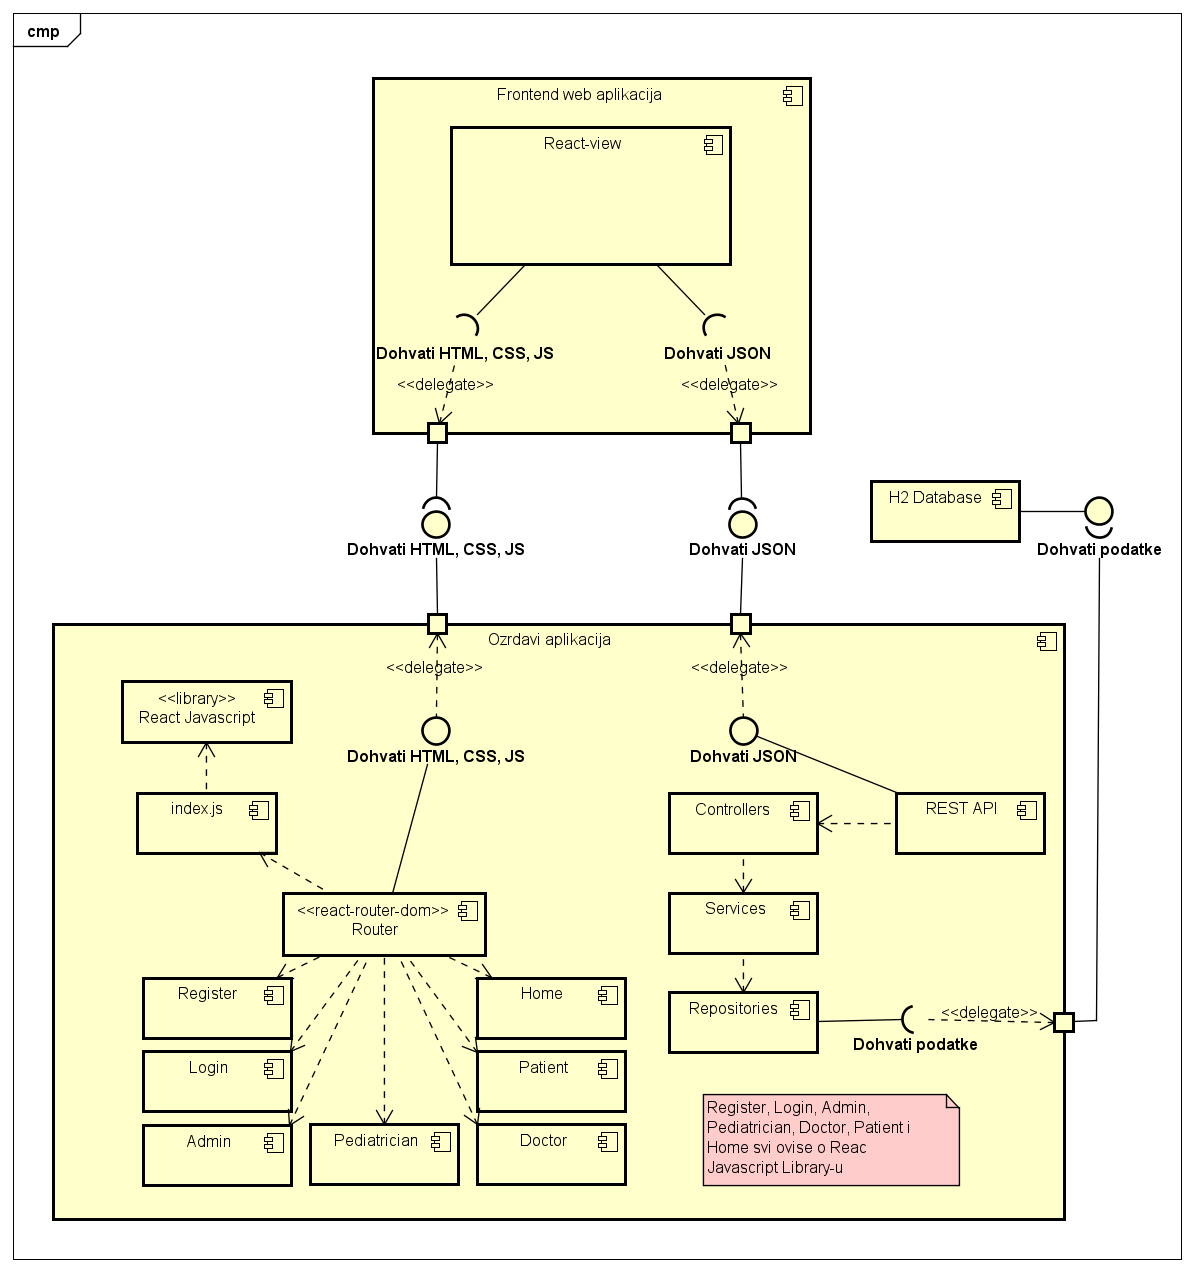 cmp
Frontend web aplikacija
React-view
Dohvati HTML, CSS, JS
Dohvati JSON
<<delegate>>
<<delegate>>
H2 Database
Dohvati HTML, CSS, JS
Dohvati JSON
Dohvati podatke
Ozrdavi aplikacija
<<delegate>>
<<delegate>>
<<library>>
React Javascript
Dohvati HTML, CSS, JS
Dohvati JSON
index.js
Controllers
REST API
<<react-router-dom>>
Router
Services
Register
Home
Repositories
<<delegate>>
Dohvati podatke
Login
Patient
Admin
Pediatrician
Doctor
Register, Login, Admin,
Pediatrician, Doctor, Patient i
Home svi ovise o Reac
Javascript Library-u